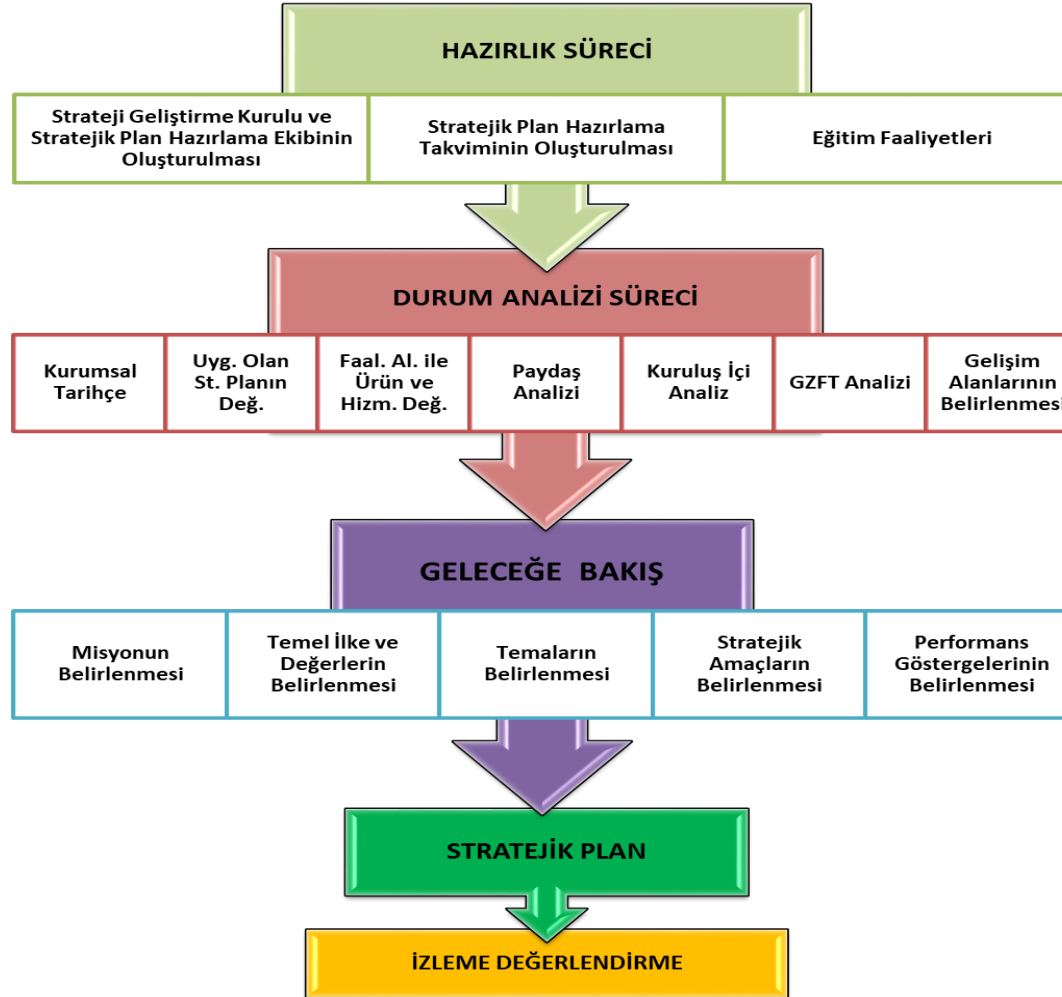 HAZIRLIK SÜRECİ
Strateji Geliştirme Kurulu ve
Stratejik Plan Hazırlama Ekibinin
Oluşturulması
Stratejik Plan Hazırlama
Takviminin Oluşturulması
Eğitim Faaliyetleri
DURUM ANALİZİ SÜRECİ
Kurumsal
Tarihçe
Uyg. Olan
St. Planın
Değ.
Faal. Al. ile
Ürün ve
Hizm. Değ.
Paydaş
Analizi
Kuruluş İçi
Analiz
GZFT Analizi
Gelişim
Alanlarının
Belirlenmesi
GELECEĞE BAKIŞ
Misyonun
Belirlenmesi
Temel İlke ve
Değerlerin
Belirlenmesi
Temaların
Belirlenmesi
Stratejik
Amaçların
Belirlenmesi
Performans
Göstergelerinin
Belirlenmesi
STRATEJİK PLAN
İZLEME DEĞERLENDİRME